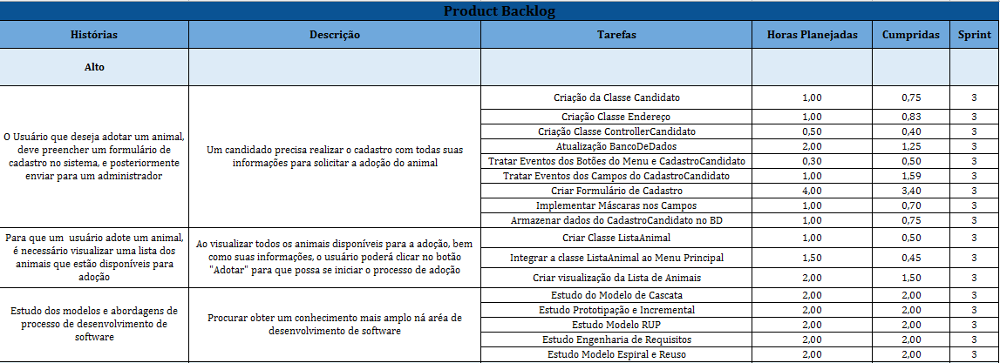 Product Backlog
Histórias Descrição Tarefas Horas Planejadas Cumpridas Sprint
Alto
O Usuário que deseja adotar um animal,
deve preencher um formulário de
cadastro no sistema, e posteriormente
enviar para um administrador
Um candidato precisa realizar o cadastro com todas suas
informações para solicitar a adoção do animal
Criação da Classe Candidato 1,00 0,75 3
Criação Classe Endereço 1,00 0,83 3
Criação Classe ControllerCandidato 0,50 0,40 3
Atualização BancoDeDados 2,00 1,25 3
Tratar Eventos dos Botões do Menu e CadastroCandidato 0,30 0,50 3
Tratar Eventos dos Campos do CadastroCandidato 1,00 1,59 3
Criar Formulário de Cadastro 4,00 3,40 3
Implementar Máscaras nos Campos 1,00 0,70 3
Armazenar dados do CadastroCandidato no BD 1,00 0,75 3
Para que um usuário adote um animal,
é necessário visualizar uma lista dos
animais que estão disponíveis para
adoção
Ao visualizar todos os animais disponíveis para a adoção, bem
como suas informações, o usuário poderá clicar no botão
"Adotar" para que possa se iniciar o processo de adoção
Criar Classe ListaAnimal 1,00 0,50 3
Integrar a classe ListaAnimal ao Menu Principal 1,50 0,45 3
Criar visualização da Lista de Animais 2,00 1,50 3
Estudo dos modelos e abordagens de
processo de desenvolvimento de
software
Procurar obter um conhecimento mais amplo ná aréa de
desenvolvimento de software
Estudo do Modelo de Cascata 2,00 2,00 3
Estudo Prototipação e Incremental 2,00 2,00 3
Estudo Modelo RUP 2,00 2,00 3
Estudo Engenharia de Requisitos 2,00 2,00 3
Estudo Modelo Espiral e Reuso 2,00 2,00 3